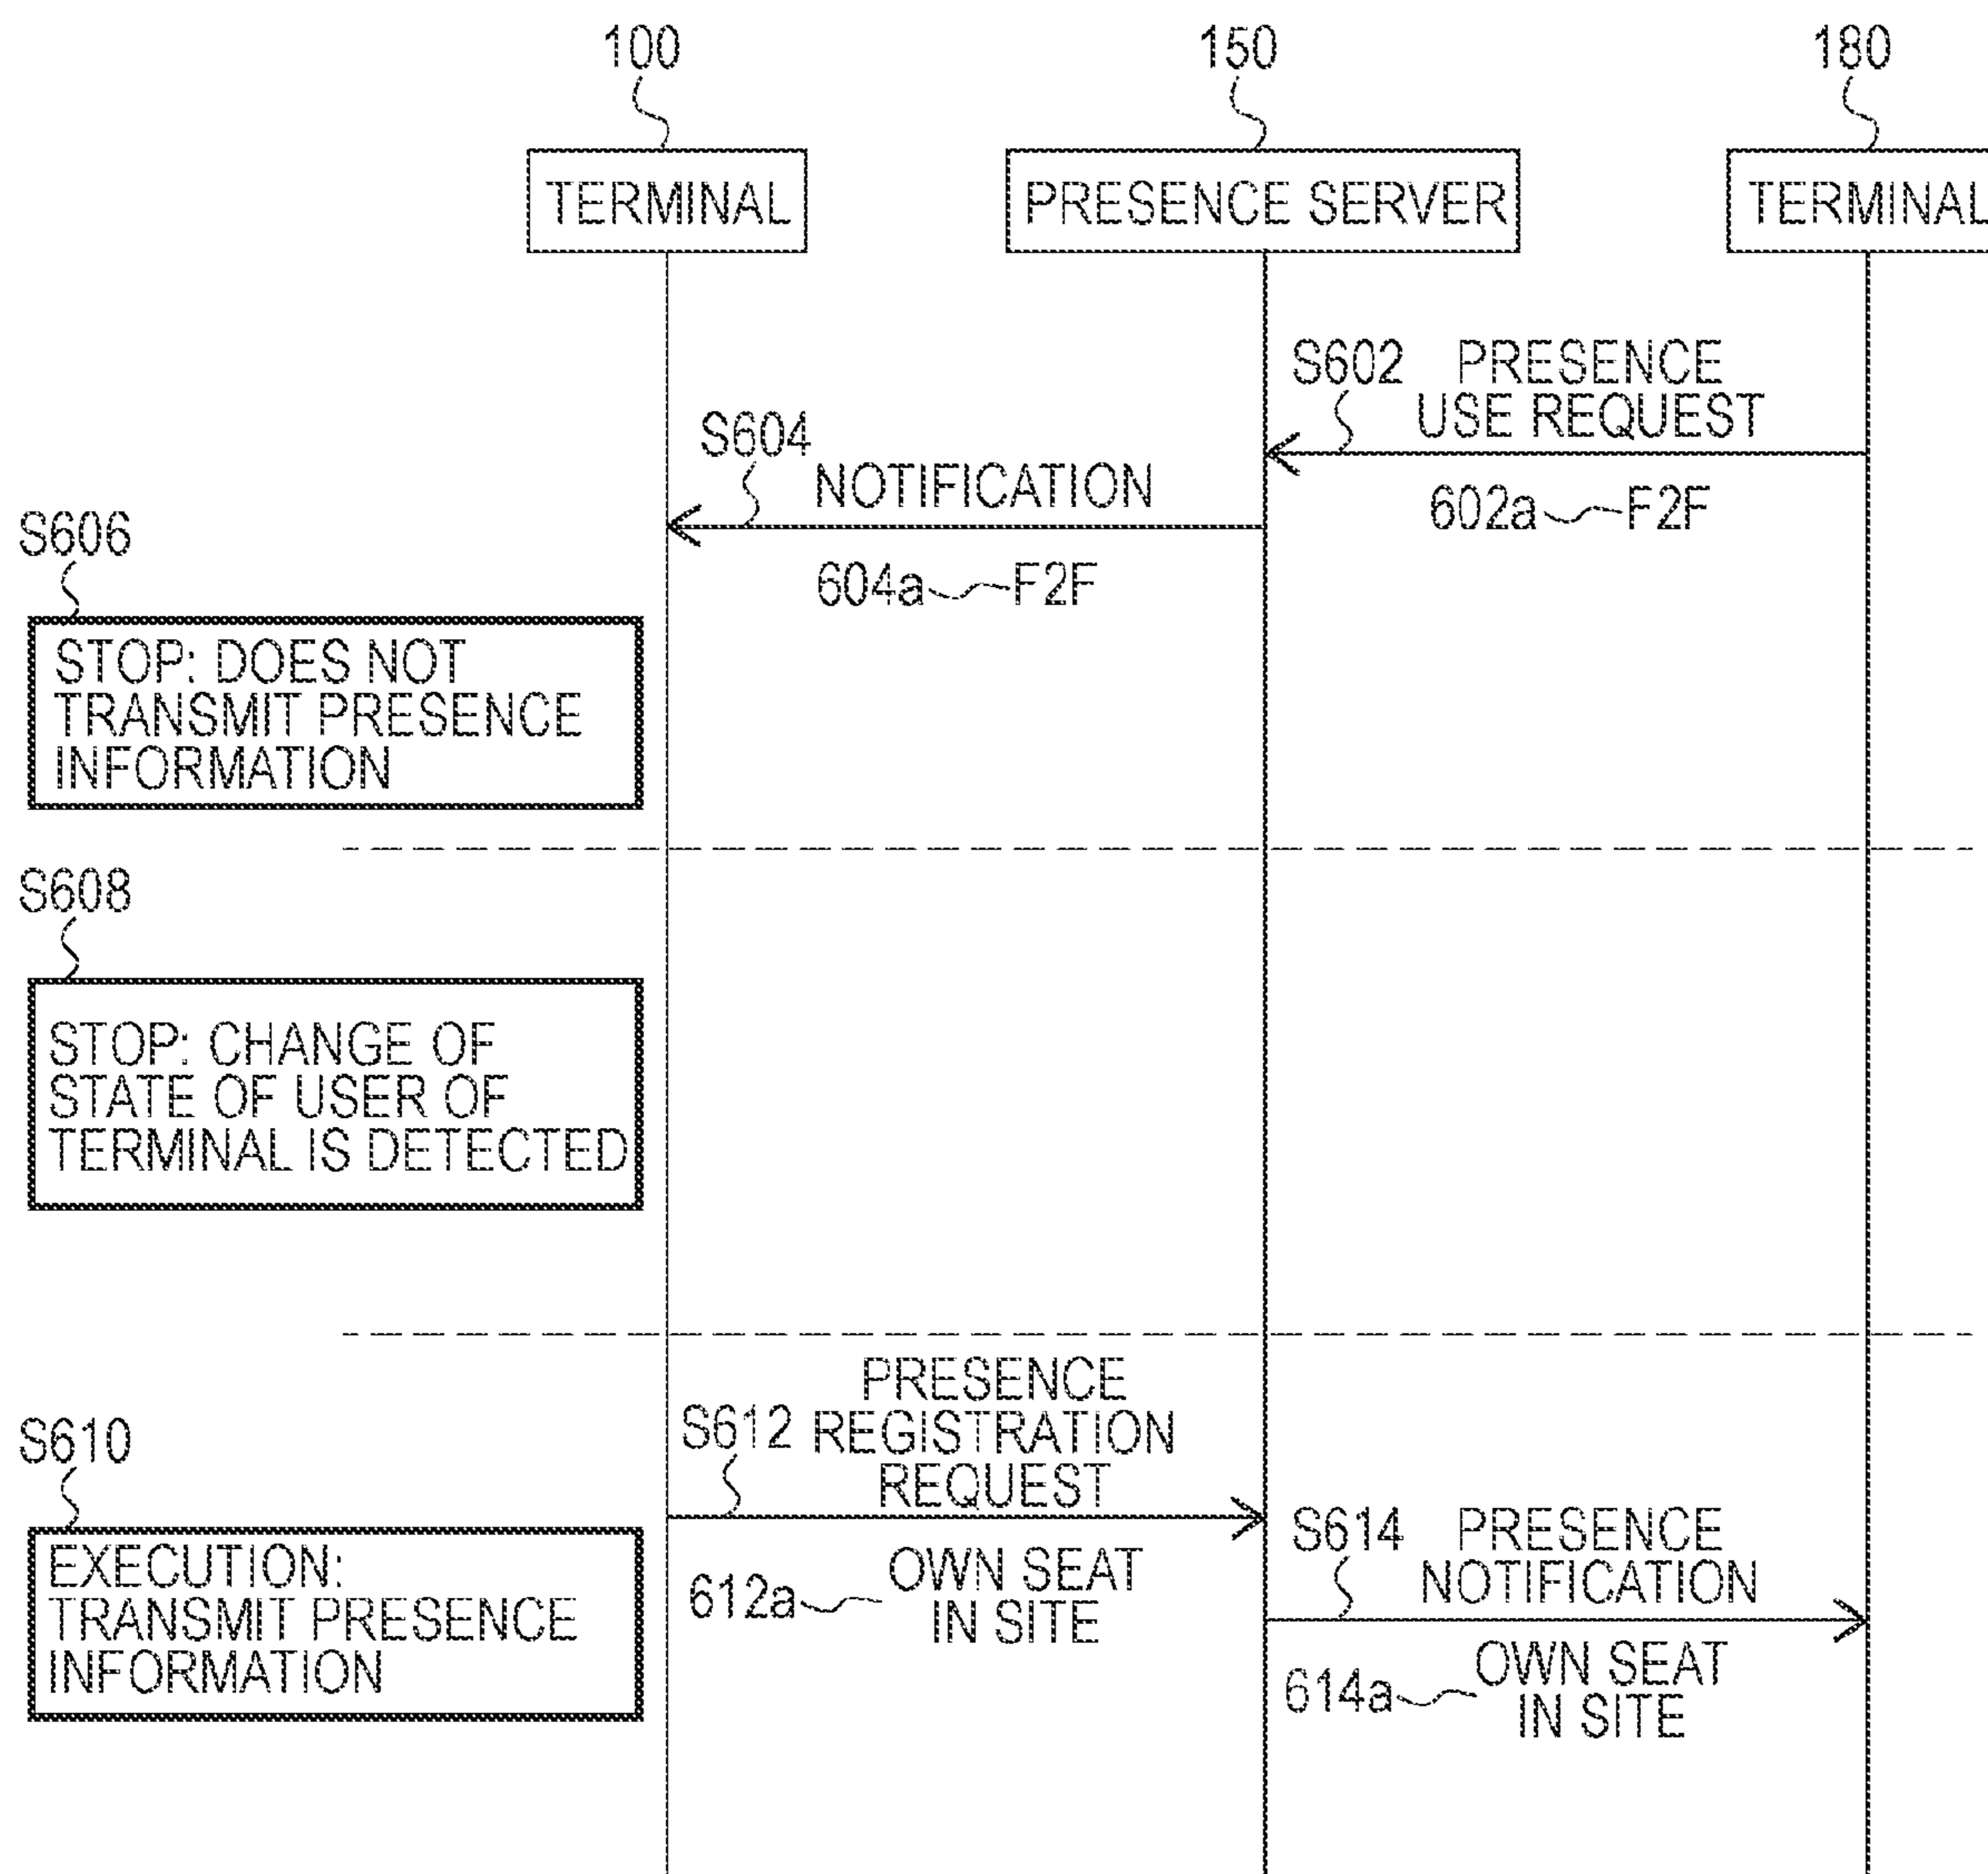 100
150
180
TERMINAL
PRESENCE SERVER
TERMINAL
S602
PRESENCE
USE REQUEST
602a
F2F
S604
NOTIFICATION
604a
F2F
S606
STOP: DOES NOT
TRANSMIT PRESENCE
INFORMATION
S608
STOP: CHANGE OF
STATE OF USER OF
TERMINAL IS DETECTED
S610
EXECUTION:
TRANSMIT PRESENCE
INFORMATION
S612
PRESENCE
REGISTRATION
REQUEST
612a
OWN SEAT
IN SITE
S614
PRESENCE
NOTIFICATION
614a
OWN SEAT
IN SITE